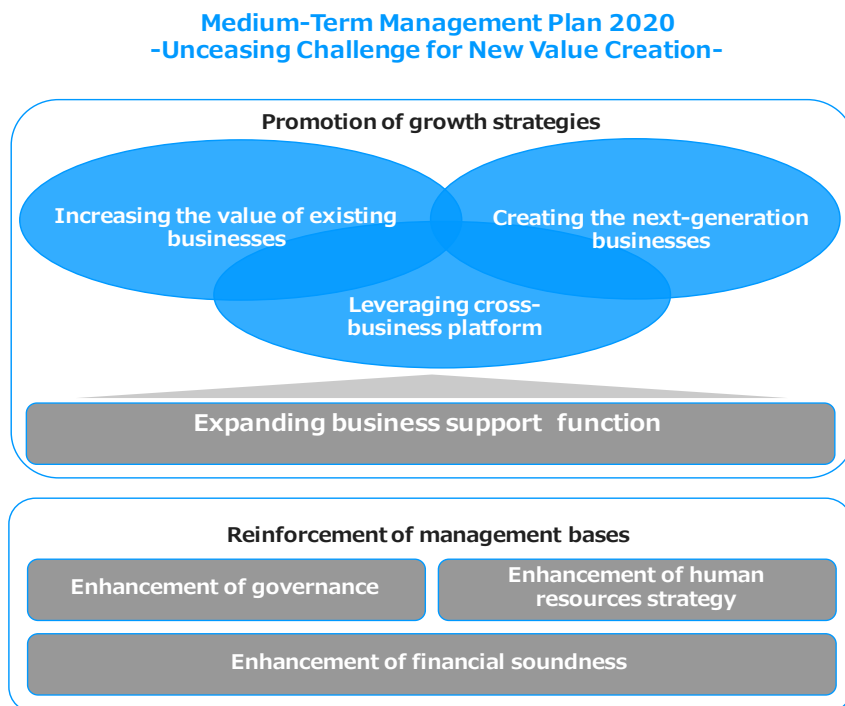 Medium-Term Management Plan 2020
-Unceasing Challenge for New Value Creation-
Promotion of growth strategies
Increasing the value of existing
businesses
Creating the next-generation
businesses
Leveraging cross-
business platform
Expanding business support function
Reinforcement of management bases
Enhancement of governance
Enhancement of human
resources strategy
Enhancement of financial soundness